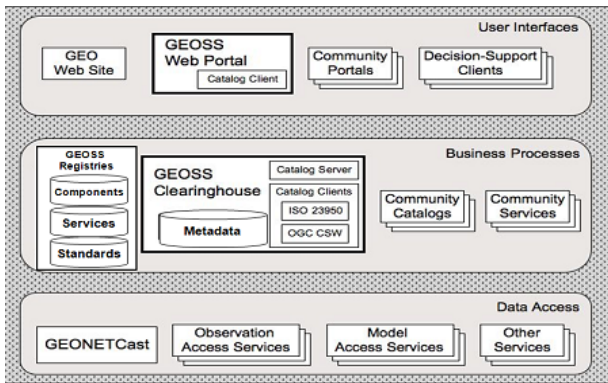 User Interfaces
GEO
Web Site
GEOSS
Web Portal
Catalog Client
Community
Portals
Decision-Support
Clients
Business Processes
GEOSS
Registries
Components
Services
Standards
GEOSS
Clearinghouse
Metadata
Catalog Server
Catalog Clients
ISO 23950
OGC CSW
Community
Catalogs
Community
Services
Data Access
GEONETCast
Observation
Access Services
Model
Access Services
Other
Services